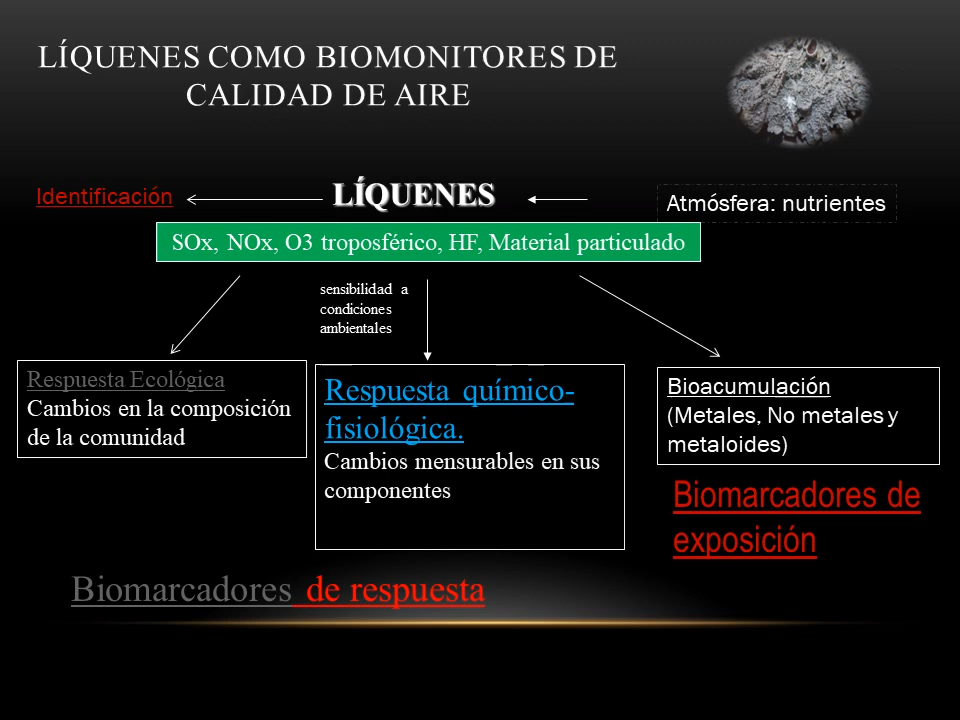 LÍQUENES COMO BIOMONITORES DE
CALIDAD DE AIRE
Identificación
LÍQUENES
Atmósfera: nutrientes
SOx, NOx, O3 troposférico, HF, Material particulado
sensibilidad a
condiciones
ambientales
Respuesta Ecológica
Cambios en la composición
de la comunidad
Respuesta químico-
fisiológica.
Cambios mensurables en sus
componentes
Bioacumulación
(Metales, No metales y
metaloides)
Biomarcadores de
exposición
Biomarcadores de respuesta